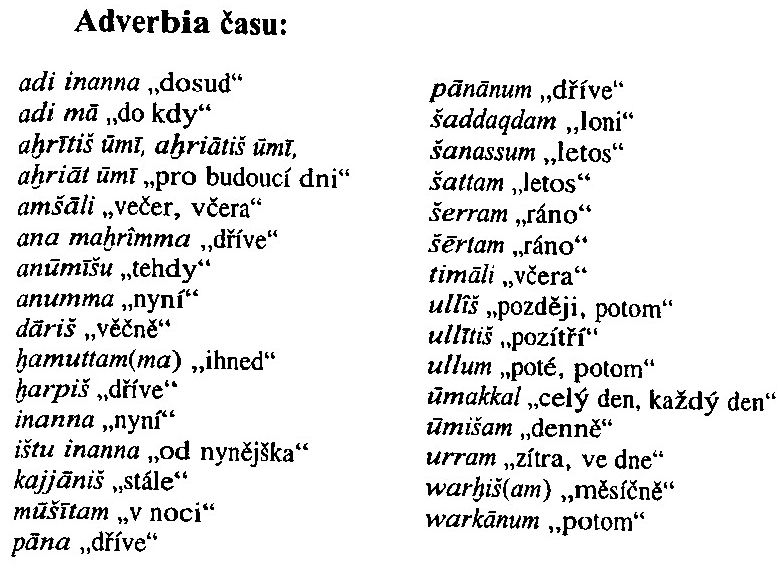 Adverbia času:
adi inanna „dosud“
adi mā „do kdy“
aḫrītiš ūmī, aḫriātiš ūmī,
aḫriāt ūmī „pro budoucí dni“
amšāli „večer, včera“
ana maḫrîmma „dříve“
anūmīšu „tehdy“
anumma „nyní“
dāriš „věčně“
ḫamuttam(ma) „ihned“
ḫarpiš „dříve“
inanna „nyní“
ištu inanna „od nynějška“
kajjāniš „stále“
mūšītam „v noci“
pāna „dříve“
pānānum „dříve“
šaddaqdam „loni“
šanassum „letos“
šattam „letos“
šerram „ráno“
šērtam „ráno“
timāli „včera“
ullîš „později, potom“
ullītiš „pozítří“
ullum „poté, potom“
ūmakkal „celý den, každý den“
ūmišam „denně“
urram „zítra, ve dne“
warḫiš(am) „měsíčně“
warkānum „potom“